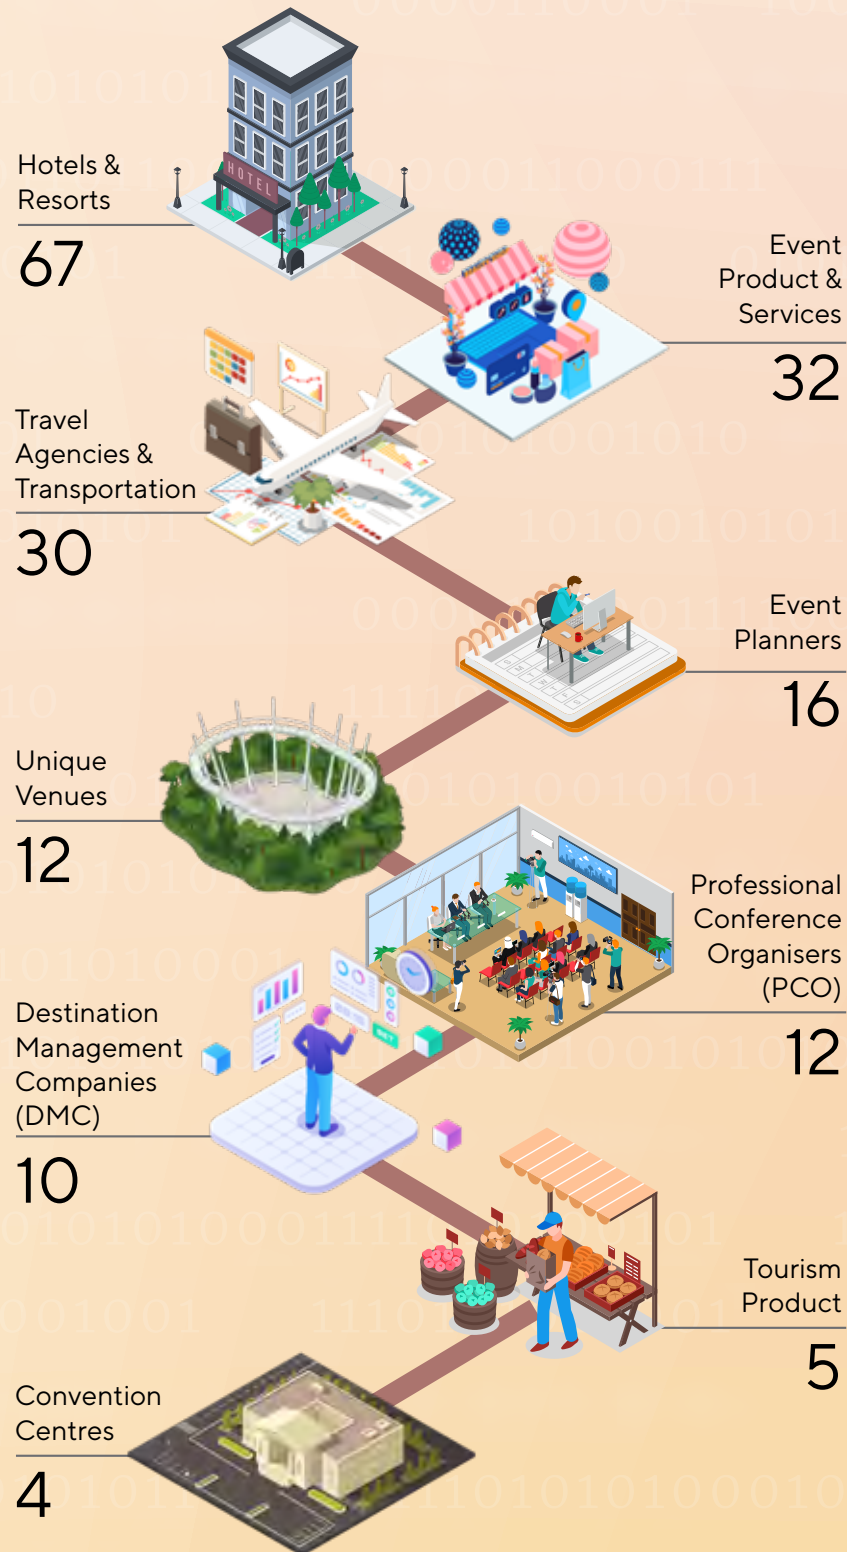 HOTEL
Hotels &
Resorts
67
Event
Product &
Services
32
Travel
Agencies &
Transportation
30
Event
Planners
16
Unique
Venues
12
Professional
Conference
Organisers
(PCO)
12
Destination
Management
Companies
(DMC)
10
Tourism
Product
5
Convention
Centres
4